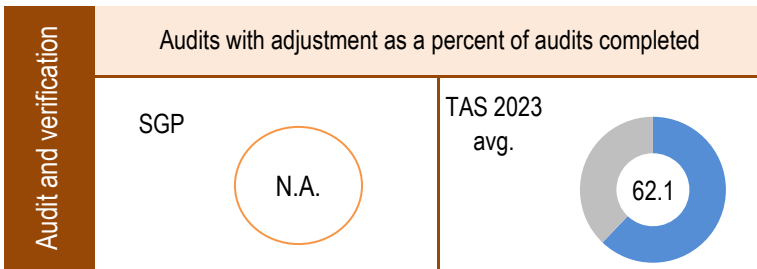 Audit and verification
Audits with adjustment as a percent of audits completed
SGP
N.A.
TAS 2023
avg.
62.1